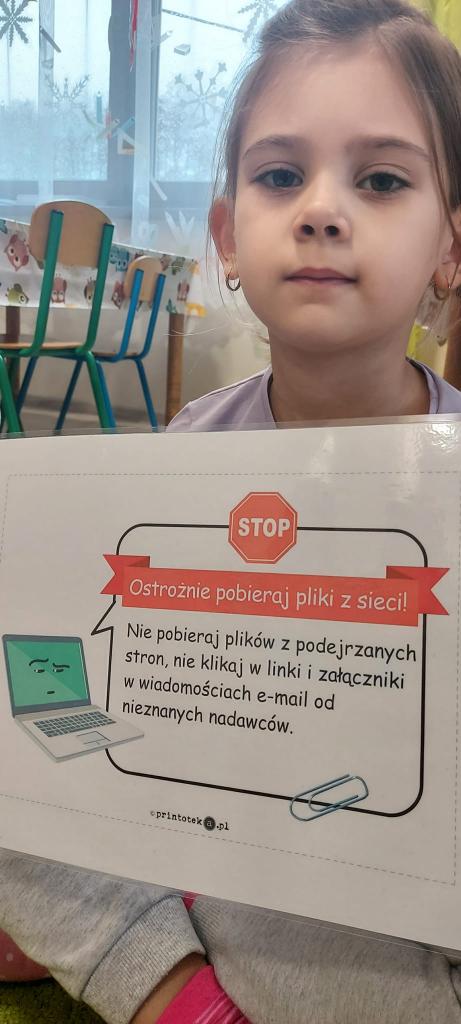 STOP
Ostrożnie pobieraj pliki z sieci!
Nie pobieraj plików z podejrzanych
stron, nie klikaj w linki i załączniki
w wiadomościach e-mail od
nieznanych nadawców.
©printoteka.pl